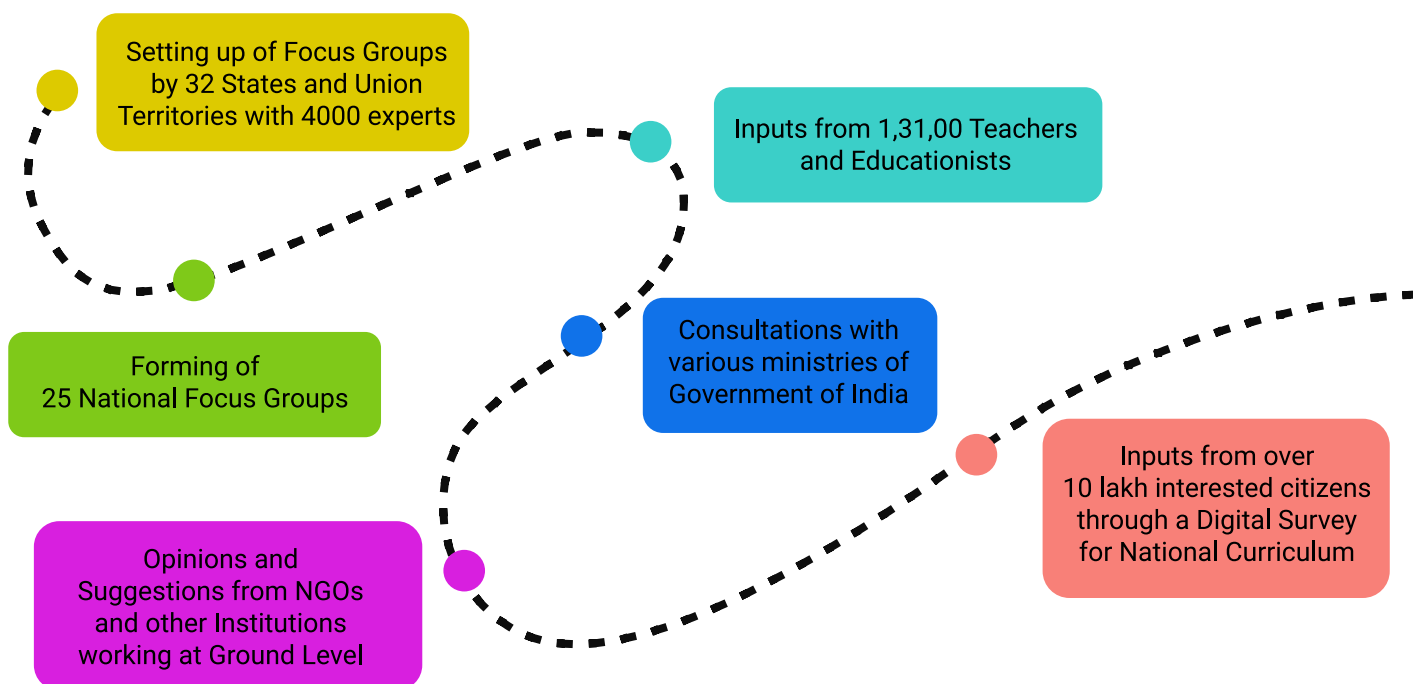 Setting up of Focus Groups
by 32 States and Union
Territories with 4000 experts
Forming of
25 National Focus Groups
Inputs from 1,31,00 Teachers
and Educationists
Consultations with
various ministries of
Government of India
Opinions and
Suggestions from NGOs
and other Institutions
working at Ground Level
Inputs from over
10 lakh interested citizens
through a Digital Survey
for National Curriculum